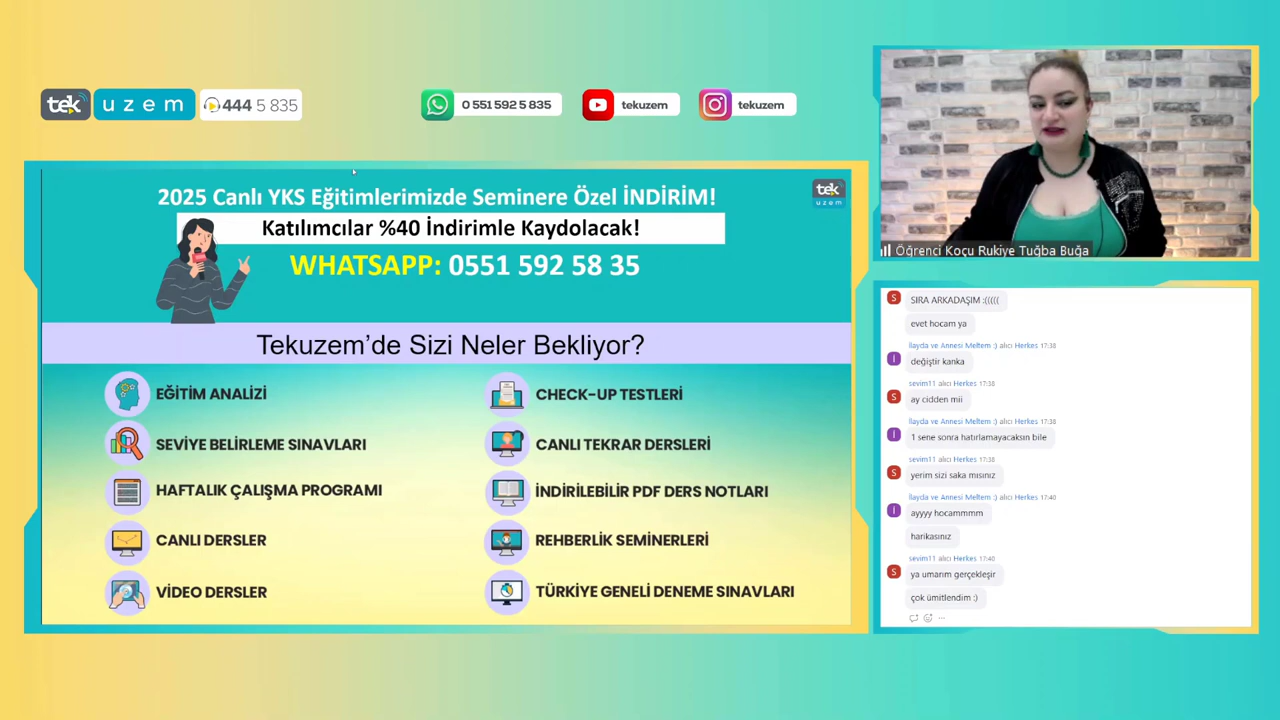 tek
uzem
444 5 835
0 551 592 5 835
tekuzem
tekuzem
2025 Canlı YKS Eğitimlerimizde Seminere Özel İNDİRİM!
Katılımcılar %40 İndirimle Kaydolacak!
WHATSAPP: 0551 592 58 35
tek
uzem
Tekuzem’de Sizi Neler Bekliyor?
EĞİTİM ANALİZİ
SEVİYE BELİRLEME SINAVLARI
HAFTALIK ÇALIŞMA PROGRAMI
CANLI DERSLER
VİDEO DERSLER
CHECK-UP TESTLERİ
CANLI TEKRAR DERSLERİ
İNDİRİLEBİLİR PDF DERS NOTLARI
REHBERLİK SEMİNERLERİ
TÜRKİYE GENELİ DENEME SINAVLARI
Öğrenci Koçu Rukiye Tuğba Buğa
S
SIRA ARKADAŞIM :(((((
evet hocam ya
İlayda ve Annesi Meltem :) alıcı Herkes 17:38
I
değiştir kanka
sevim11 alıcı Herkes 17:38
S
ay cidden mii
İlayda ve Annesi Meltem :) alıcı Herkes 17:38
I
1 sene sonra hatırlamayacaksın bile
sevim11 alıcı Herkes 17:38
S
yerim sizi saka mısınız
İlayda ve Annesi Meltem :) alıcı Herkes 17:40
I
ayyyy hocammmm
harikasınız
sevim11 alıcı Herkes 17:40
S
ya umarım gerçekleşir
çok ümitlendim :)